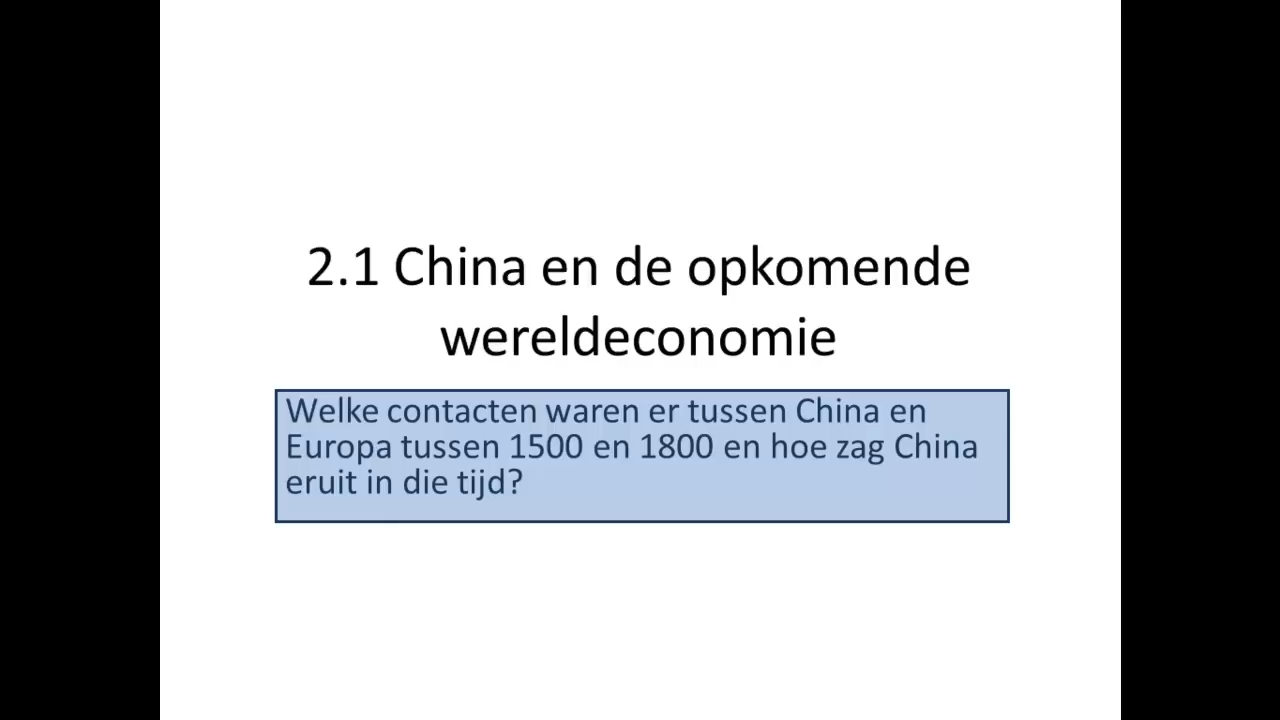 2.1 China en de opkomende
wereldeconomie
Welke contacten waren er tussen China en
Europa tussen 1500 en 1800 en hoe zag China
eruit in die tijd?